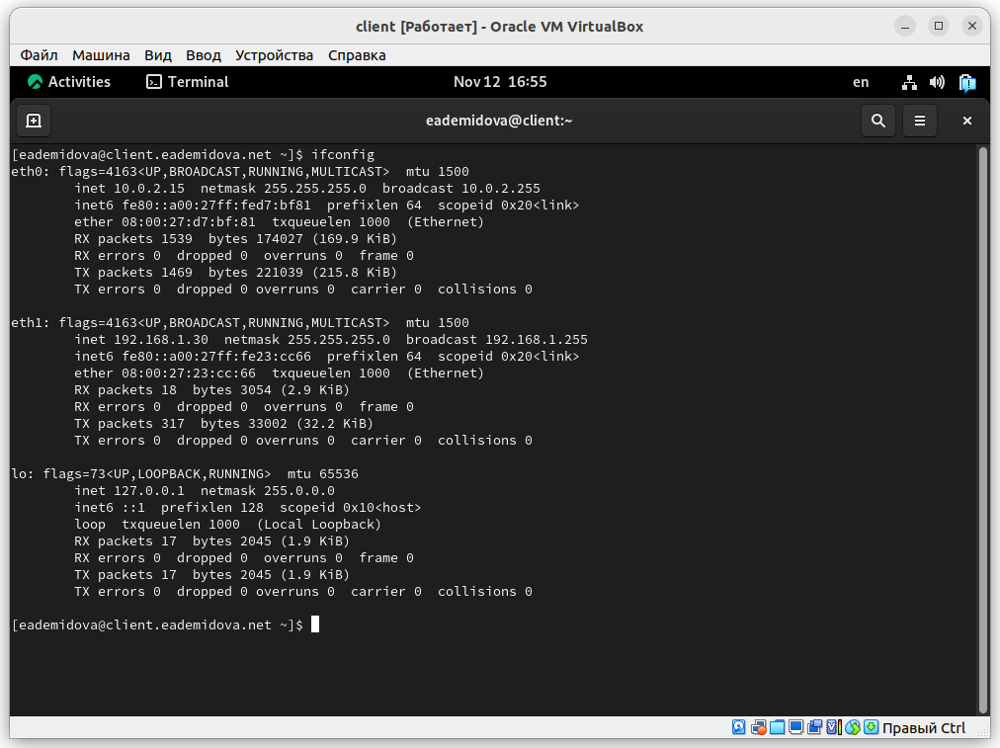 client [Работает] - Oracle VM VirtualBox
Файл Машина Вид Ввод Устройства Справка
Activities Terminal Nov 12 16:55 en
eademidova@client:~
[eademidova@client.eademidova.net ~]$ ifconfig
eth0: flags=4163<UP,BROADCAST,RUNNING,MULTICAST>  mtu 1500
        inet 10.0.2.15  netmask 255.255.255.0  broadcast 10.0.2.255
        inet6 fe80::a00:27ff:fed7:bf81  prefixlen 64  scopeid 0x20<link>
        ether 08:00:27:d7:bf:81  txqueuelen 1000  (Ethernet)
        RX packets 1539  bytes 174027 (169.9 KiB)
        RX errors 0  dropped 0  overruns 0  frame 0
        TX packets 1469  bytes 221039 (215.8 KiB)
        TX errors 0  dropped 0 overruns 0  carrier 0  collisions 0
eth1: flags=4163<UP,BROADCAST,RUNNING,MULTICAST>  mtu 1500
        inet 192.168.1.30  netmask 255.255.255.0  broadcast 192.168.1.255
        inet6 fe80::a00:27ff:fe23:cc66  prefixlen 64  scopeid 0x20<link>
        ether 08:00:27:23:cc:66  txqueuelen 1000  (Ethernet)
        RX packets 18  bytes 3054 (2.9 KiB)
        RX errors 0  dropped 0  overruns 0  frame 0
        TX packets 317  bytes 33002 (32.2 KiB)
        TX errors 0  dropped 0 overruns 0  carrier 0  collisions 0
lo: flags=73<UP,LOOPBACK,RUNNING>  mtu 65536
        inet 127.0.0.1  netmask 255.0.0.0
        inet6 ::1  prefixlen 128  scopeid 0x10<host>
        loop  txqueuelen 1000  (Local Loopback)
        RX packets 17  bytes 2045 (1.9 KiB)
        RX errors 0  dropped 0  overruns 0  frame 0
        TX packets 17  bytes 2045 (1.9 KiB)
        TX errors 0  dropped 0 overruns 0  carrier 0  collisions 0
[eademidova@client.eademidova.net ~]$
Правый Ctrl